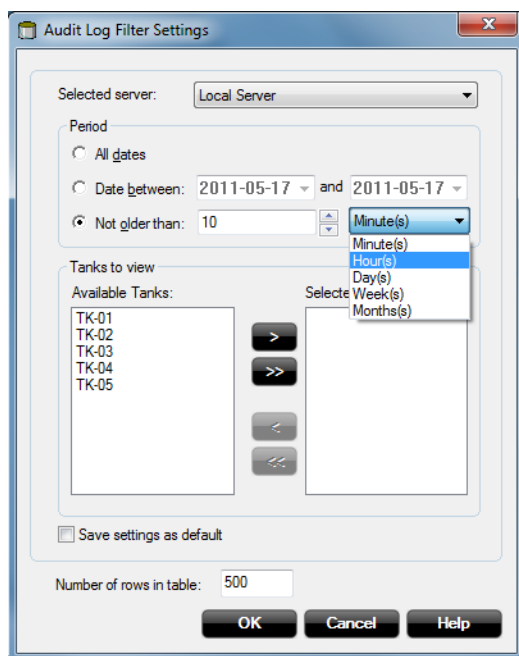 Audit Log Filter Settings
Selected server: Local Server
Period
All dates
Date between: 2011-05-17 and 2011-05-17
Not older than: 10 Minute(s)
Minute(s)
Hour(s)
Day(s)
Week(s)
Months(s)
Tanks to view
Available Tanks: Selecte
TK-01
TK-02
TK-03
TK-04
TK-05
>
>>
<
<<
Save settings as default
Number of rows in table: 500
OK Cancel Help